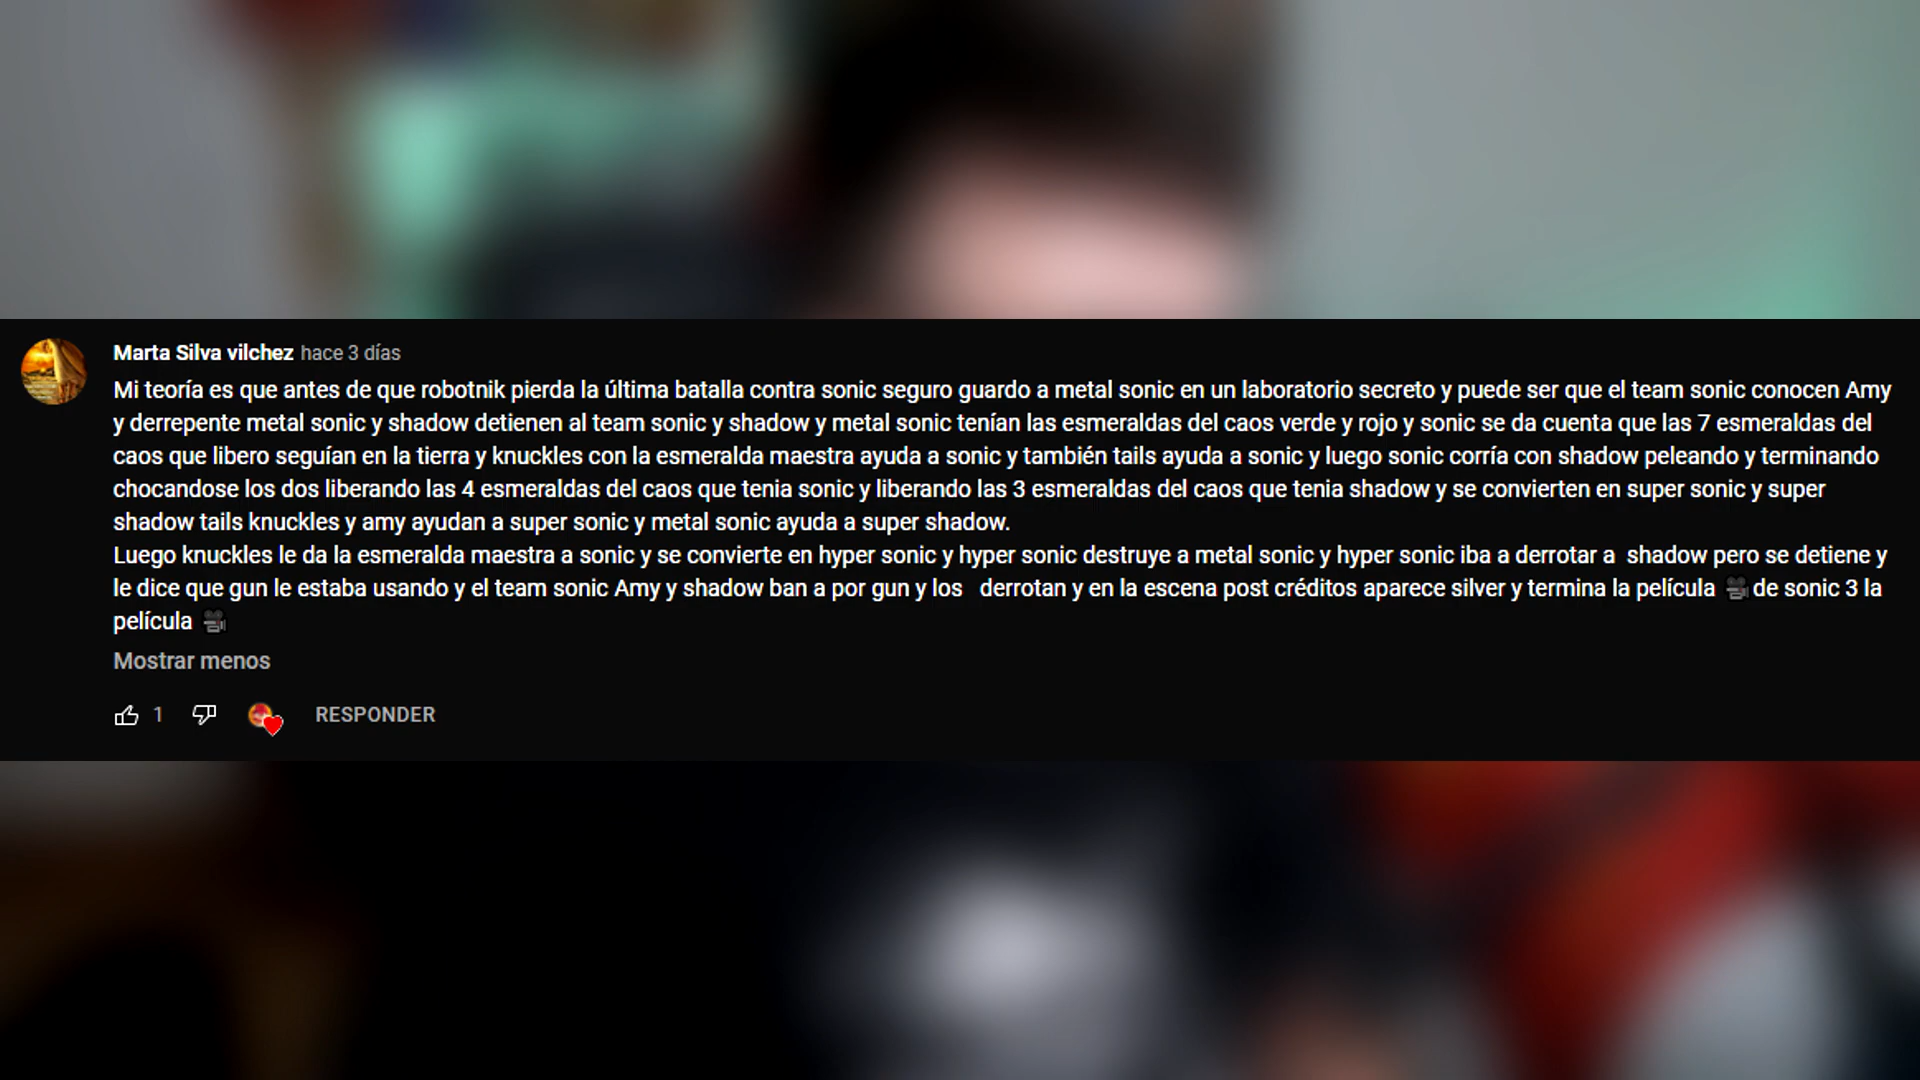 Marta Silva vilchez hace 3 días
Mi teoría es que antes de que robotnik pierda la última batalla contra sonic seguro guardo a metal sonic en un laboratorio secreto y puede ser que el team sonic conocen Amy
y derrepente metal sonic y shadow detienen al team sonic y shadow y metal sonic tenían las esmeraldas del caos verde y rojo y sonic se da cuenta que las 7 esmeraldas del
caos que libero seguían en la tierra y knuckles con la esmeralda maestra ayuda a sonic y también tails ayuda a sonic y luego sonic corría con shadow peleando y terminando
chocandose los dos liberando las 4 esmeraldas del caos que tenia sonic y liberando las 3 esmeraldas del caos que tenia shadow y se convierten en super sonic y super
shadow tails knuckles y amy ayudan a super sonic y metal sonic ayuda a super shadow.
Luego knuckles le da la esmeralda maestra a sonic y se convierte en hyper sonic y hyper sonic destruye a metal sonic y hyper sonic iba a derrotar a shadow pero se detiene y
le dice que gun le estaba usando y el team sonic Amy y shadow ban a por gun y los derrotan y en la escena post créditos aparece silver y termina la película 🎥 de sonic 3 la
película 🎥
Mostrar menos
1 RESPONDER